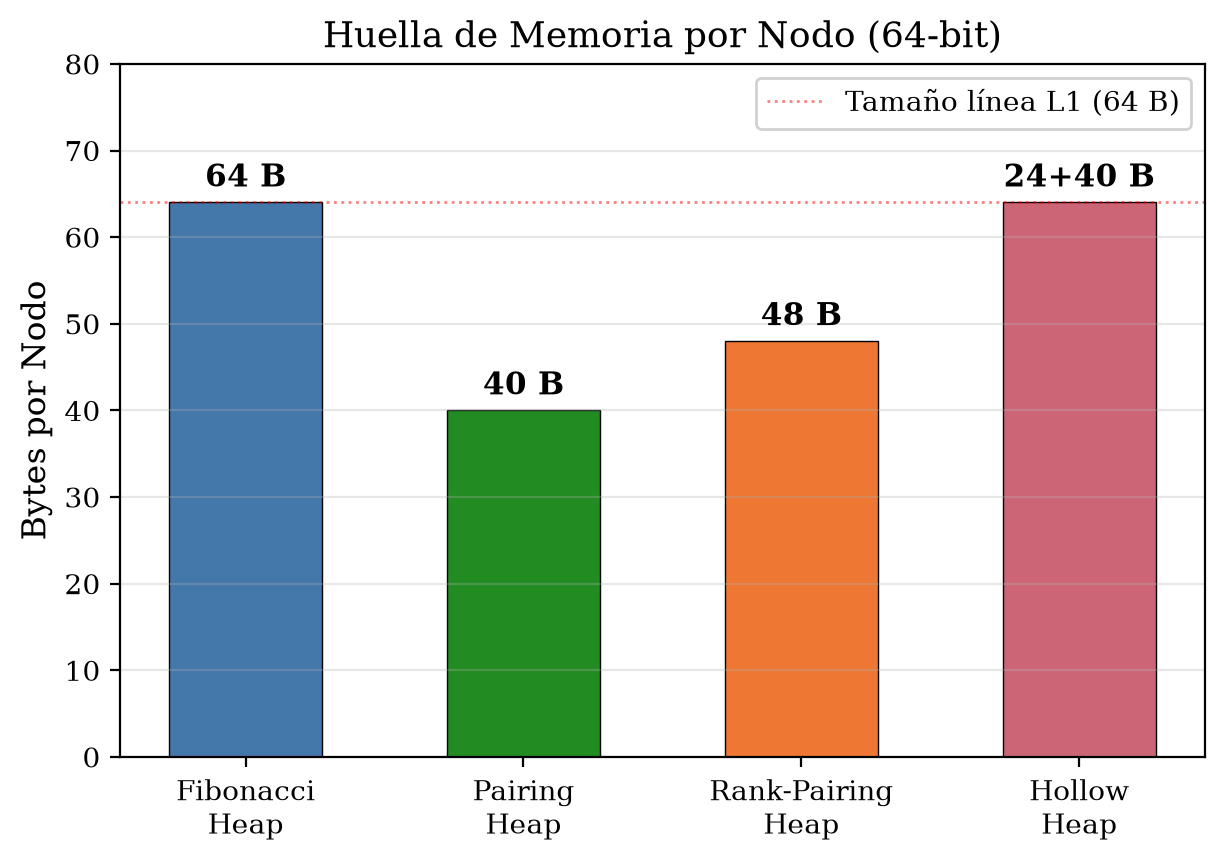 Huella de Memoria por Nodo (64-bit)
Tamaño línea L1 (64 B)
Bytes por Nodo
80
70
60
50
40
30
20
10
0
64 B
40 B
48 B
24+40 B
Fibonacci
Heap
Pairing
Heap
Rank-Pairing
Heap
Hollow
Heap